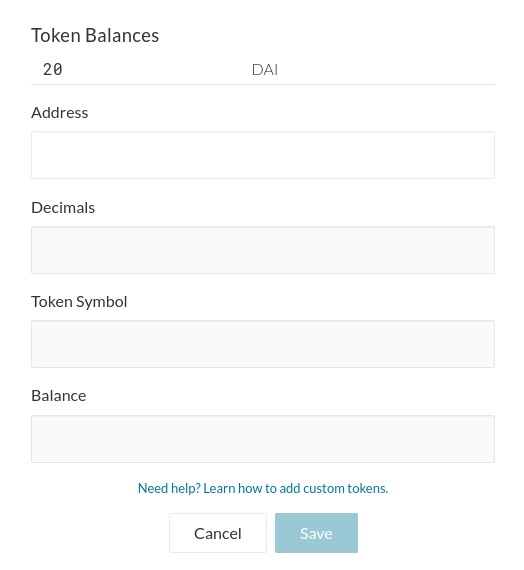 Token Balances
20 DAI
Address
Decimals
Token Symbol
Balance
Need help? Learn how to add custom tokens.
Cancel Save